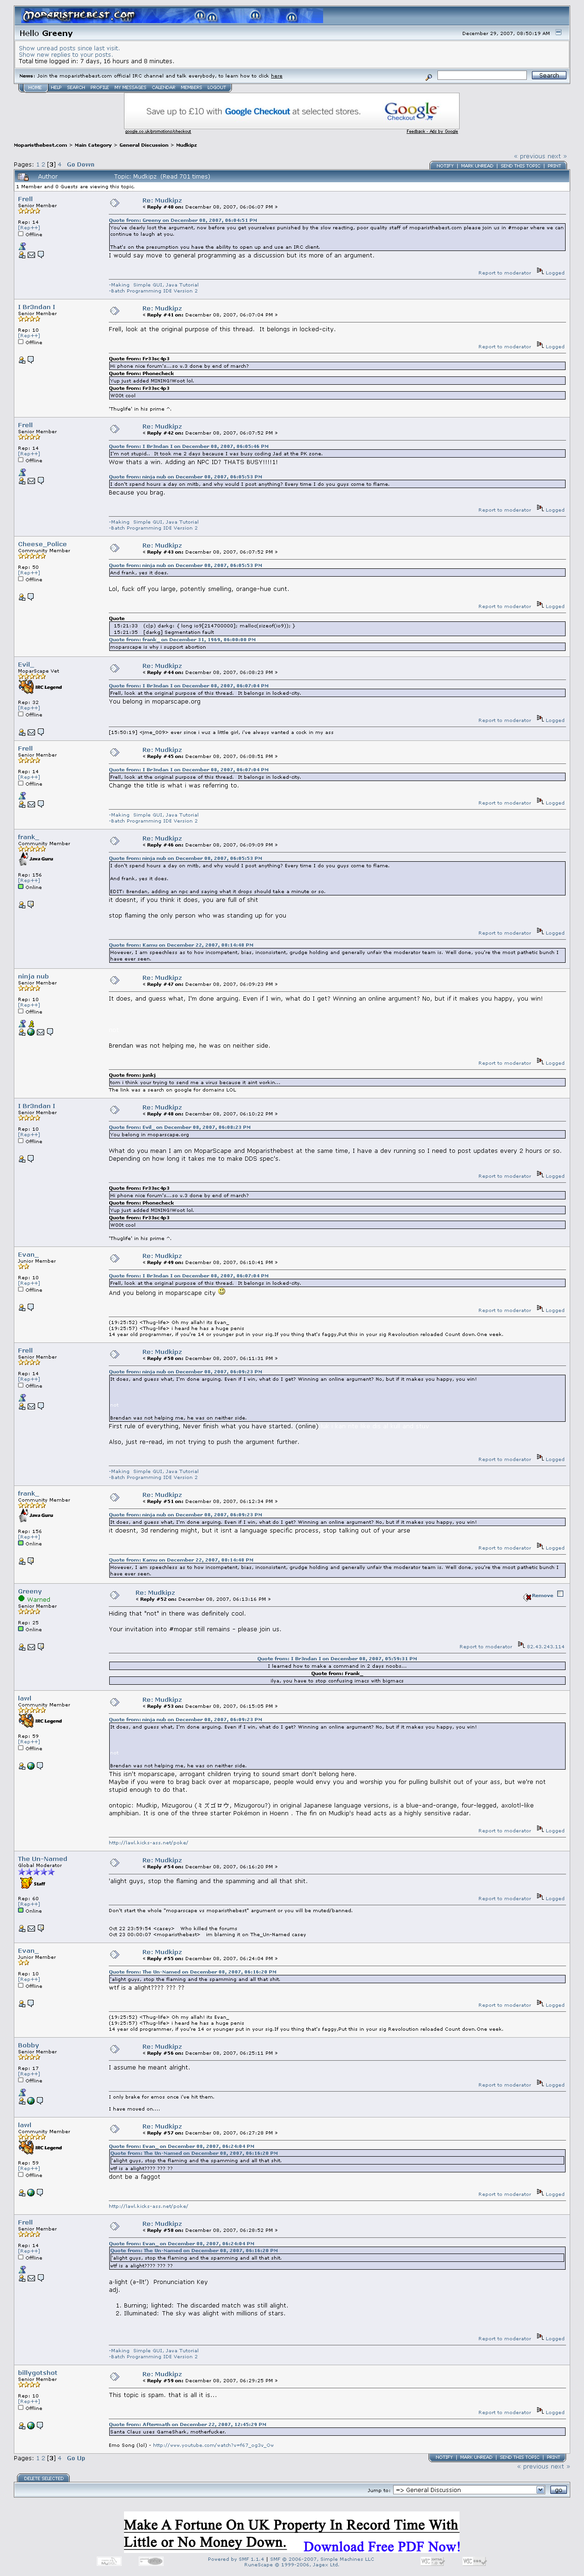 MOPARISTHEBEST.COM
Hello Greeny
December 29, 2007, 08:50:19 AM
Show unread posts since last visit.
Show new replies to your posts.
Total time logged in: 7 days, 16 hours and 8 minutes.
News: Join the moparisthebest.com official IRC channel and talk everybody, to learn how to click here
Search
HOME HELP SEARCH PROFILE MY MESSAGES CALENDAR MEMBERS LOGOUT
Save up to £10 with Google Checkout at selected stores.
Google Checkout
google.co.uk/promotions/checkout
Feedback - Ads by Google
Moparisthebest.com > Main Category > General Discussion > Mudkipz
« previous next »
Pages: 1 2 [3] 4 Go Down
NOTIFY | MARK UNREAD | SEND THIS TOPIC | PRINT
Author Topic: Mudkipz (Read 701 times)
1 Member and 0 Guests are viewing this topic.
Frell
Senior Member
Rep: 14
[Rep++]
Offline
Re: Mudkipz
« Reply #40 on: December 08, 2007, 06:06:07 PM »
Quote from: Greeny on December 08, 2007, 06:04:51 PM
You've clearly lost the argument, now before you get yourselves punished by the slow reacting, poor quality staff of moparisthebest.com please join us in #mopar where we can continue to laugh at you.
That's on the presumption you have the ability to open up and use an IRC client.
I would say move to general programming as a discussion but its more of an argument.
Report to moderator Logged
-Making Simple GUI, Java Tutorial
-Batch Programming IDE Version 2
I Br3ndan I
Senior Member
Rep: 10
[Rep++]
Offline
Re: Mudkipz
« Reply #41 on: December 08, 2007, 06:07:04 PM »
Frell, look at the original purpose of this thread. It belongs in locked-city.
Report to moderator Logged
Quote from: Fr33sc4p3
Hi phone nice forum's...so v.3 done by end of march?
Quote from: Phonecheck
Yup just added MINING!Woot lol.
Quote from: Fr33sc4p3
W00t cool
'Thuglife' in his prime ^.
Frell
Senior Member
Rep: 14
[Rep++]
Offline
Re: Mudkipz
« Reply #42 on: December 08, 2007, 06:07:52 PM »
Quote from: I Br3ndan I on December 08, 2007, 06:05:46 PM
I'm not stupid.. It took me 2 days because I was busy coding Jad at the PK zone.
Wow thats a win. Adding an NPC ID? THATS BUSY!!!!1!
Quote from: ninja nub on December 08, 2007, 06:05:53 PM
I don't spend hours a day on mitb, and why would I post anything? Every time I do you guys come to flame.
Because you brag.
Report to moderator Logged
-Making Simple GUI, Java Tutorial
-Batch Programming IDE Version 2
Cheese_Police
Community Member
Rep: 50
[Rep++]
Offline
Re: Mudkipz
« Reply #43 on: December 08, 2007, 06:07:52 PM »
Quote from: ninja nub on December 08, 2007, 06:05:53 PM
And frank, yes it does.
Lol, fuck off you large, potently smelling, orange-hue cunt.
Report to moderator Logged
Quote
15:21:33 (c|p) darkg: { long io9[214700000]; malloc(sizeof(io9)); }
15:21:35 [darkg] Segmentation fault
Quote from: frank_ on December 31, 1969, 06:00:00 PM
moparscape is why i support abortion
Evil_
MoparScape Vet
IRC Legend
Rep: 32
[Rep++]
Offline
Re: Mudkipz
« Reply #44 on: December 08, 2007, 06:08:23 PM »
Quote from: I Br3ndan I on December 08, 2007, 06:07:04 PM
Frell, look at the original purpose of this thread. It belongs in locked-city.
You belong in moparscape.org
Report to moderator Logged
[15:50:19] <jme_009> ever since i wuz a little girl, i've always wanted a cock in my ass
Frell
Senior Member
Rep: 14
[Rep++]
Offline
Re: Mudkipz
« Reply #45 on: December 08, 2007, 06:08:51 PM »
Quote from: I Br3ndan I on December 08, 2007, 06:07:04 PM
Frell, look at the original purpose of this thread. It belongs in locked-city.
Change the title is what i was referring to.
Report to moderator Logged
-Making Simple GUI, Java Tutorial
-Batch Programming IDE Version 2
frank_
Community Member
Java Guru
Rep: 156
[Rep++]
Online
Re: Mudkipz
« Reply #46 on: December 08, 2007, 06:09:09 PM »
Quote from: ninja nub on December 08, 2007, 06:05:53 PM
I don't spend hours a day on mitb, and why would I post anything? Every time I do you guys come to flame.
And frank, yes it does.
EDIT: Brendan, adding an npc and saying what it drops should take a minute or so.
it doesnt, if you think it does, you are full of shit
stop flaming the only person who was standing up for you
Report to moderator Logged
Quote from: Kamu on December 22, 2007, 08:14:48 PM
However, I am speechless as to how incompetent, bias, inconsistent, grudge holding and generally unfair the moderator team is. Well done, you're the most pathetic bunch I have ever seen.
ninja nub
Senior Member
Rep: 10
[Rep++]
Offline
Re: Mudkipz
« Reply #47 on: December 08, 2007, 06:09:23 PM »
It does, and guess what, I'm done arguing. Even if I win, what do I get? Winning an online argument? No, but if it makes you happy, you win!
Brendan was not helping me, he was on neither side.
Report to moderator Logged
Quote from: junkj
tom i think your trying to send me a virus because it aint workin...
The link was a search on google for domains LOL
I Br3ndan I
Senior Member
Rep: 10
[Rep++]
Offline
Re: Mudkipz
« Reply #48 on: December 08, 2007, 06:10:22 PM »
Quote from: Evil_ on December 08, 2007, 06:08:23 PM
You belong in moparscape.org
What do you mean I am on MoparScape and Moparisthebest at the same time, I have a dev running so I need to post updates every 2 hours or so. Depending on how log it takes me to make DDS spec's.
Report to moderator Logged
Quote from: Fr33sc4p3
Hi phone nice forum's...so v.3 done by end of march?
Quote from: Phonecheck
Yup just added MINING!Woot lol.
Quote from: Fr33sc4p3
W00t cool
'Thuglife' in his prime ^.
Evan_
Junior Member
Rep: 10
[Rep++]
Offline
Re: Mudkipz
« Reply #49 on: December 08, 2007, 06:10:41 PM »
Quote from: I Br3ndan I on December 08, 2007, 06:07:04 PM
Frell, look at the original purpose of this thread. It belongs in locked-city.
And you belong in moparscape city
Report to moderator Logged
(19:25:52) <Thug-life> Oh my allah! its Evan_
(19:25:57) <Thug-life> i heard he has a huge penis
14 year old programmer, if you're 14 or younger put in your sig.If you thing that's faggy,Put this in your sig Revoloution reloaded Count down.One week.
Frell
Senior Member
Rep: 14
[Rep++]
Offline
Re: Mudkipz
« Reply #50 on: December 08, 2007, 06:11:31 PM »
Quote from: ninja nub on December 08, 2007, 06:09:23 PM
It does, and guess what, I'm done arguing. Even if I win, what do I get? Winning an online argument? No, but if it makes you happy, you win!
Brendan was not helping me, he was on neither side.
First rule of everything, Never finish what you have started. (online)
Also, just re-read, im not trying to push the argument further.
Report to moderator Logged
-Making Simple GUI, Java Tutorial
-Batch Programming IDE Version 2
frank_
Community Member
Java Guru
Rep: 156
[Rep++]
Online
Re: Mudkipz
« Reply #51 on: December 08, 2007, 06:12:34 PM »
Quote from: ninja nub on December 08, 2007, 06:09:23 PM
It does, and guess what, I'm done arguing. Even if I win, what do I get? Winning an online argument? No, but if it makes you happy, you win!
it doesnt, 3d rendering might, but it isnt a language specific process, stop talking out of your arse
Report to moderator Logged
Quote from: Kamu on December 22, 2007, 08:14:48 PM
However, I am speechless as to how incompetent, bias, inconsistent, grudge holding and generally unfair the moderator team is. Well done, you're the most pathetic bunch I have ever seen.
Greeny
Warned
Senior Member
Rep: 25
[Rep++]
Online
Re: Mudkipz
« Reply #52 on: December 08, 2007, 06:13:16 PM »
Remove
Hiding that "not" in there was definitely cool.
Your invitation into #mopar still remains - please join us.
Report to moderator 82.43.243.114
Quote from: I Br3ndan I on December 08, 2007, 05:59:31 PM
I learned how to make a command in 2 days noobs...
Quote from: Frank_
ilya, you have to stop confusing imacs with bigmacs
lawl
Community Member
IRC Legend
Rep: 59
[Rep++]
Offline
Re: Mudkipz
« Reply #53 on: December 08, 2007, 06:15:05 PM »
Quote from: ninja nub on December 08, 2007, 06:09:23 PM
It does, and guess what, I'm done arguing. Even if I win, what do I get? Winning an online argument? No, but if it makes you happy, you win!
Brendan was not helping me, he was on neither side.
This isn't moparscape, arrogant children trying to sound smart don't belong here.
Maybe if you were to brag back over at moparscape, people would envy you and worship you for pulling bullshit out of your ass, but we're not stupid enough to do that.
ontopic: Mudkip, Mizugorou (ミズゴロウ, Mizugorou?) in original Japanese language versions, is a blue-and-orange, four-legged, axolotl-like amphibian. It is one of the three starter Pokémon in Hoenn . The fin on Mudkip's head acts as a highly sensitive radar.
Report to moderator Logged
http://lawl.kicks-ass.net/poke/
The Un-Named
Global Moderator
Staff
Rep: 60
[Rep++]
Online
Re: Mudkipz
« Reply #54 on: December 08, 2007, 06:16:20 PM »
'alight guys, stop the flaming and the spamming and all that shit.
Report to moderator Logged
Don't start the whole "moparscape vs moparisthebest" argument or you will be muted/banned.
Oct 22 23:59:54 <casey> Who killed the forums
Oct 23 00:00:07 <moparisthebest> im blaming it on The_Un-Named casey
Evan_
Junior Member
Rep: 10
[Rep++]
Offline
Re: Mudkipz
« Reply #55 on: December 08, 2007, 06:24:04 PM »
Quote from: The Un-Named on December 08, 2007, 06:16:20 PM
'alight guys, stop the flaming and the spamming and all that shit.
wtf is a alight???? ??? ??
Report to moderator Logged
(19:25:52) <Thug-life> Oh my allah! its Evan_
(19:25:57) <Thug-life> i heard he has a huge penis
14 year old programmer, if you're 14 or younger put in your sig.If you thing that's faggy,Put this in your sig Revoloution reloaded Count down.One week.
Bobby
Senior Member
Rep: 17
[Rep++]
Offline
Re: Mudkipz
« Reply #56 on: December 08, 2007, 06:25:11 PM »
I assume he meant alright.
Report to moderator Logged
I only brake for emos once i've hit them.
I have moved on....
lawl
Community Member
IRC Legend
Rep: 59
[Rep++]
Offline
Re: Mudkipz
« Reply #57 on: December 08, 2007, 06:27:28 PM »
Quote from: Evan_ on December 08, 2007, 06:24:04 PM
Quote from: The Un-Named on December 08, 2007, 06:16:20 PM
'alight guys, stop the flaming and the spamming and all that shit.
wtf is a alight???? ??? ??
dont be a faggot
Report to moderator Logged
http://lawl.kicks-ass.net/poke/
Frell
Senior Member
Rep: 14
[Rep++]
Offline
Re: Mudkipz
« Reply #58 on: December 08, 2007, 06:28:52 PM »
Quote from: Evan_ on December 08, 2007, 06:24:04 PM
Quote from: The Un-Named on December 08, 2007, 06:16:20 PM
'alight guys, stop the flaming and the spamming and all that shit.
wtf is a alight???? ??? ??
a·light (e-līt') Pronunciation Key
adj.
1. Burning; lighted: The discarded match was still alight.
2. Illuminated: The sky was alight with millions of stars.
Report to moderator Logged
-Making Simple GUI, Java Tutorial
-Batch Programming IDE Version 2
billygotshot
Senior Member
Rep: 10
[Rep++]
Offline
Re: Mudkipz
« Reply #59 on: December 08, 2007, 06:29:25 PM »
This topic is spam. that is all it is...
Report to moderator Logged
Quote from: Aftermath on December 22, 2007, 12:45:20 PM
Santa Claus usez GameShark, motherfucker.
Emo Song (lol) -
Pages: 1 2 [3] 4 Go Up
NOTIFY | MARK UNREAD | SEND THIS TOPIC | PRINT
« previous next »
DELETE SELECTED
Jump to: => General Discussion go
Make A Fortune On UK Property In Record Time With
Little or No Money Down. Download Free PDF Now!
Powered by SMF 1.1.4 | SMF © 2006-2007, Simple Machines LLC
RuneScape © 1999-2006, Jagex Ltd.